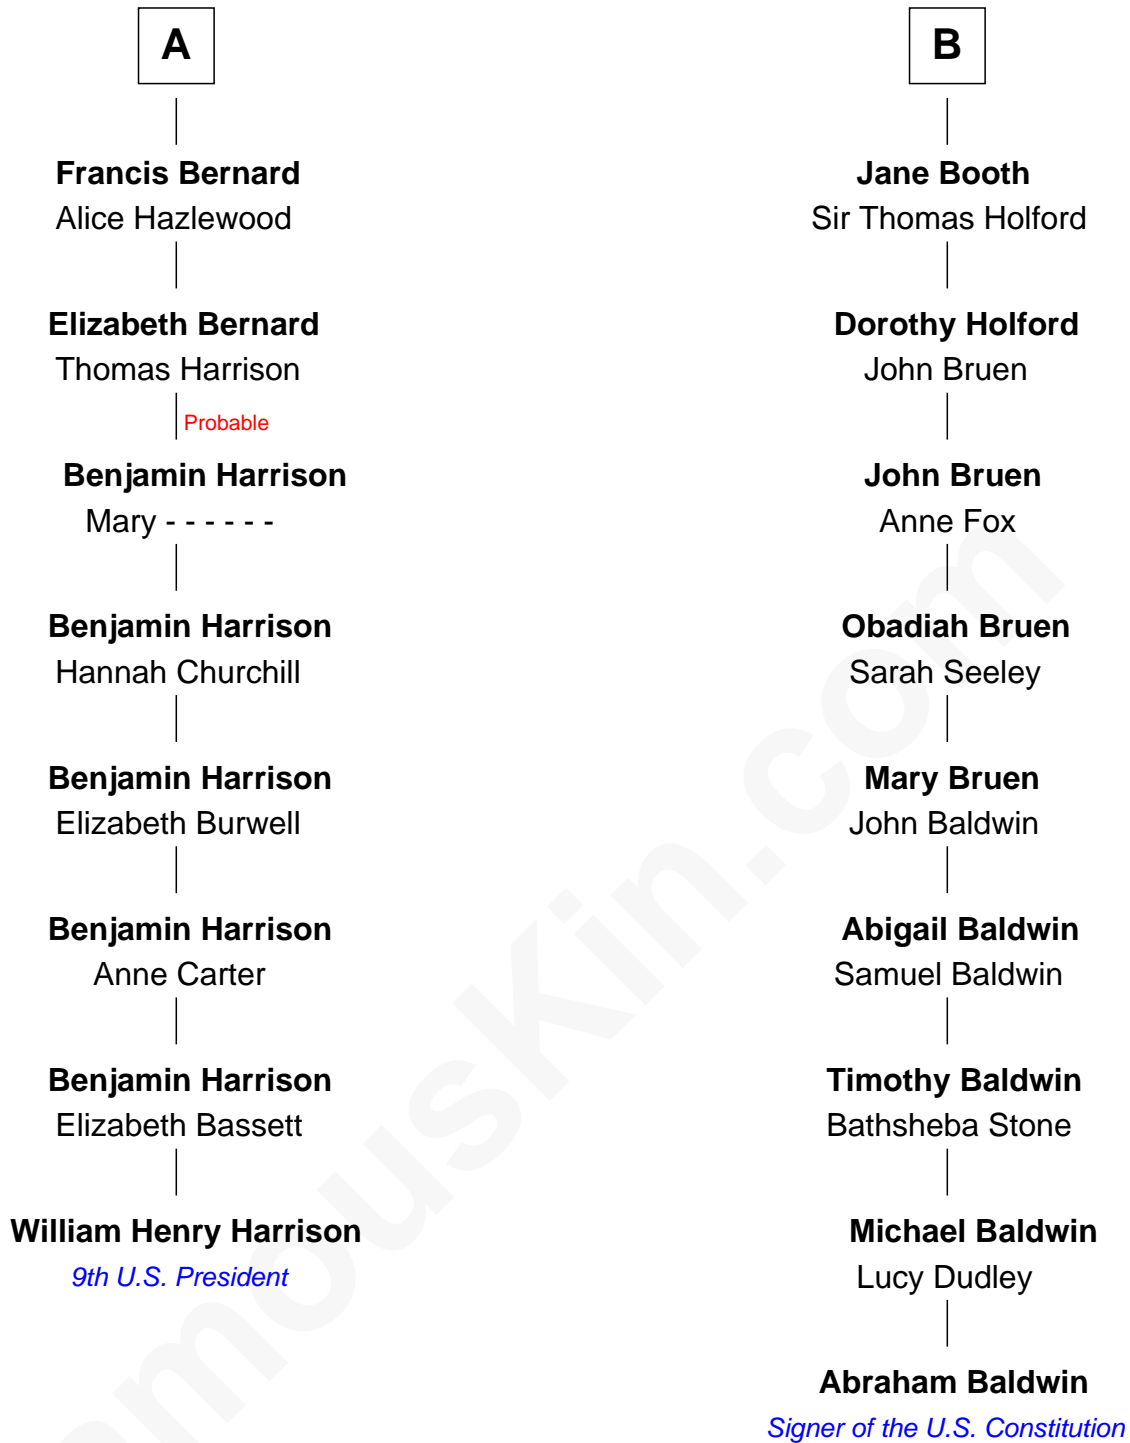 A
Francis Bernard
Alice Hazlewood
Elizabeth Bernard
Thomas Harrison
Probable
Benjamin Harrison
Mary - - - - - -
Benjamin Harrison
Hannah Churchill
Benjamin Harrison
Elizabeth Burwell
Benjamin Harrison
Anne Carter
Benjamin Harrison
Elizabeth Bassett
William Henry Harrison
9th U.S. President
B
Jane Booth
Sir Thomas Holford
Dorothy Holford
John Bruen
John Bruen
Anne Fox
Obadiah Bruen
Sarah Seeley
Mary Bruen
John Baldwin
Abigail Baldwin
Samuel Baldwin
Timothy Baldwin
Bathsheba Stone
Michael Baldwin
Lucy Dudley
Abraham Baldwin
Signer of the U.S. Constitution
amouskin.com